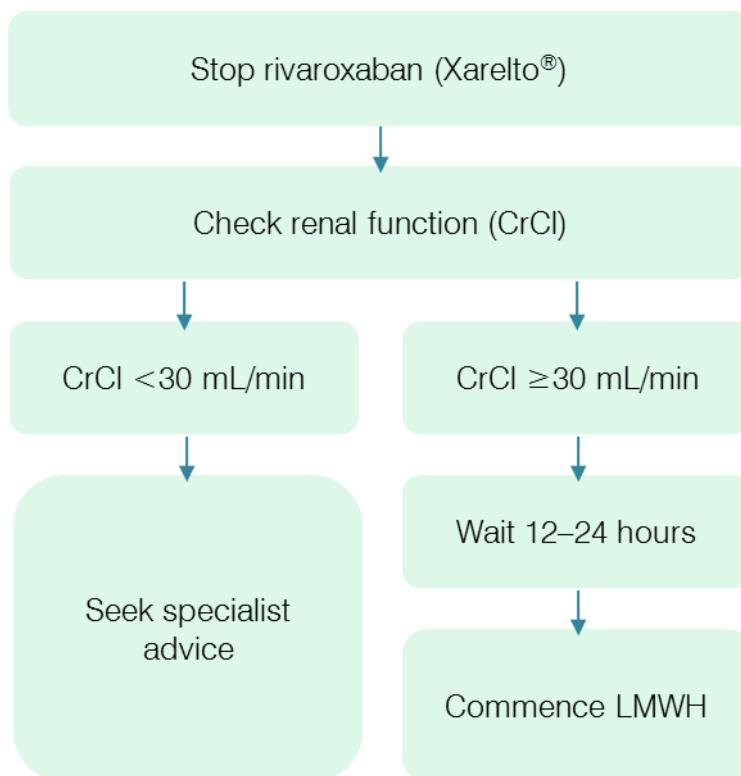 Stop rivaroxaban (Xarelto®)
Check renal function (CrCl)
CrCl <30 mL/min
CrCl ≥30 mL/min
Wait 12–24 hours
Seek specialist
advice
Commence LMWH